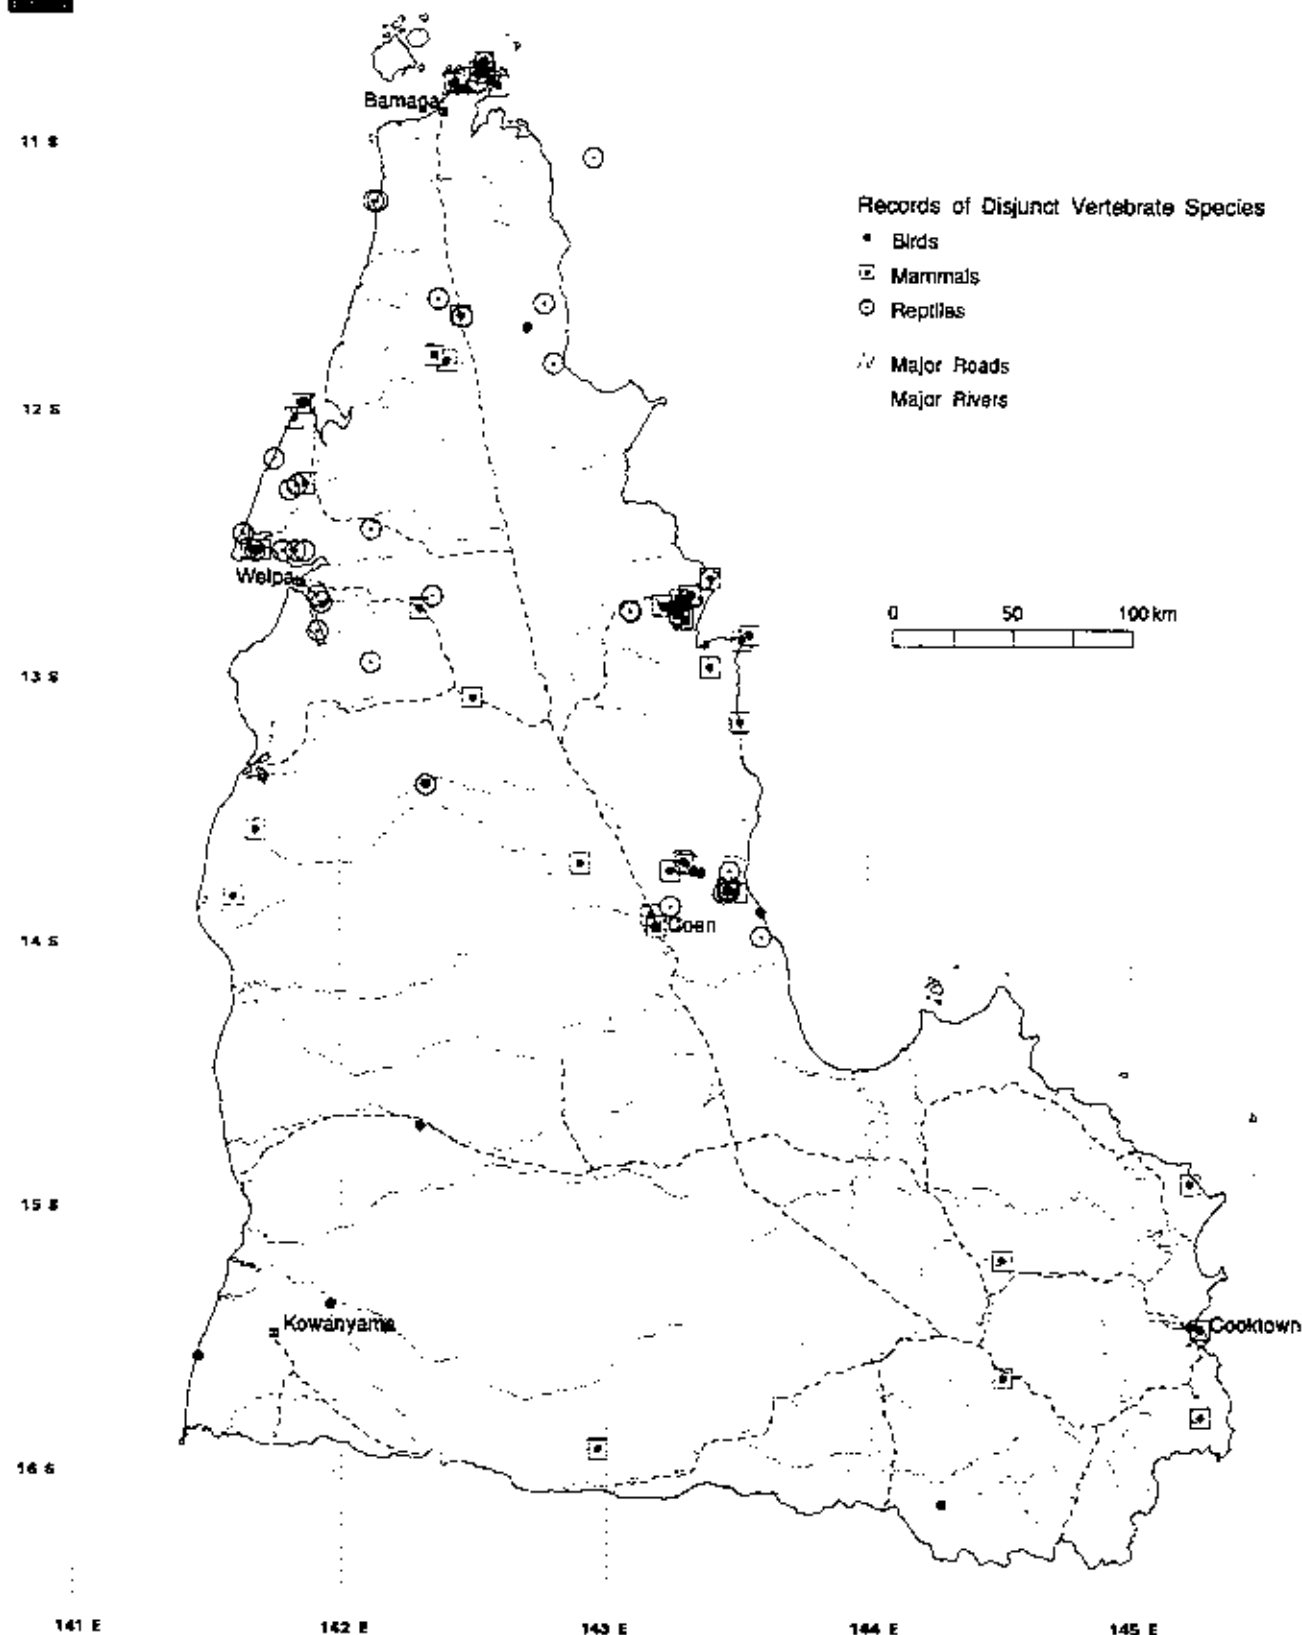 Bamaga
11 S
Records of Disjunct Vertebrate Species
Birds
Mammals
Reptiles
Major Roads
Major Rivers
12 S
Weipa
0 50 100 km
13 S
Coen
14 S
15 S
Kowanyama
Cooktown
16 S
141 E 142 E 143 E 144 E 145 E